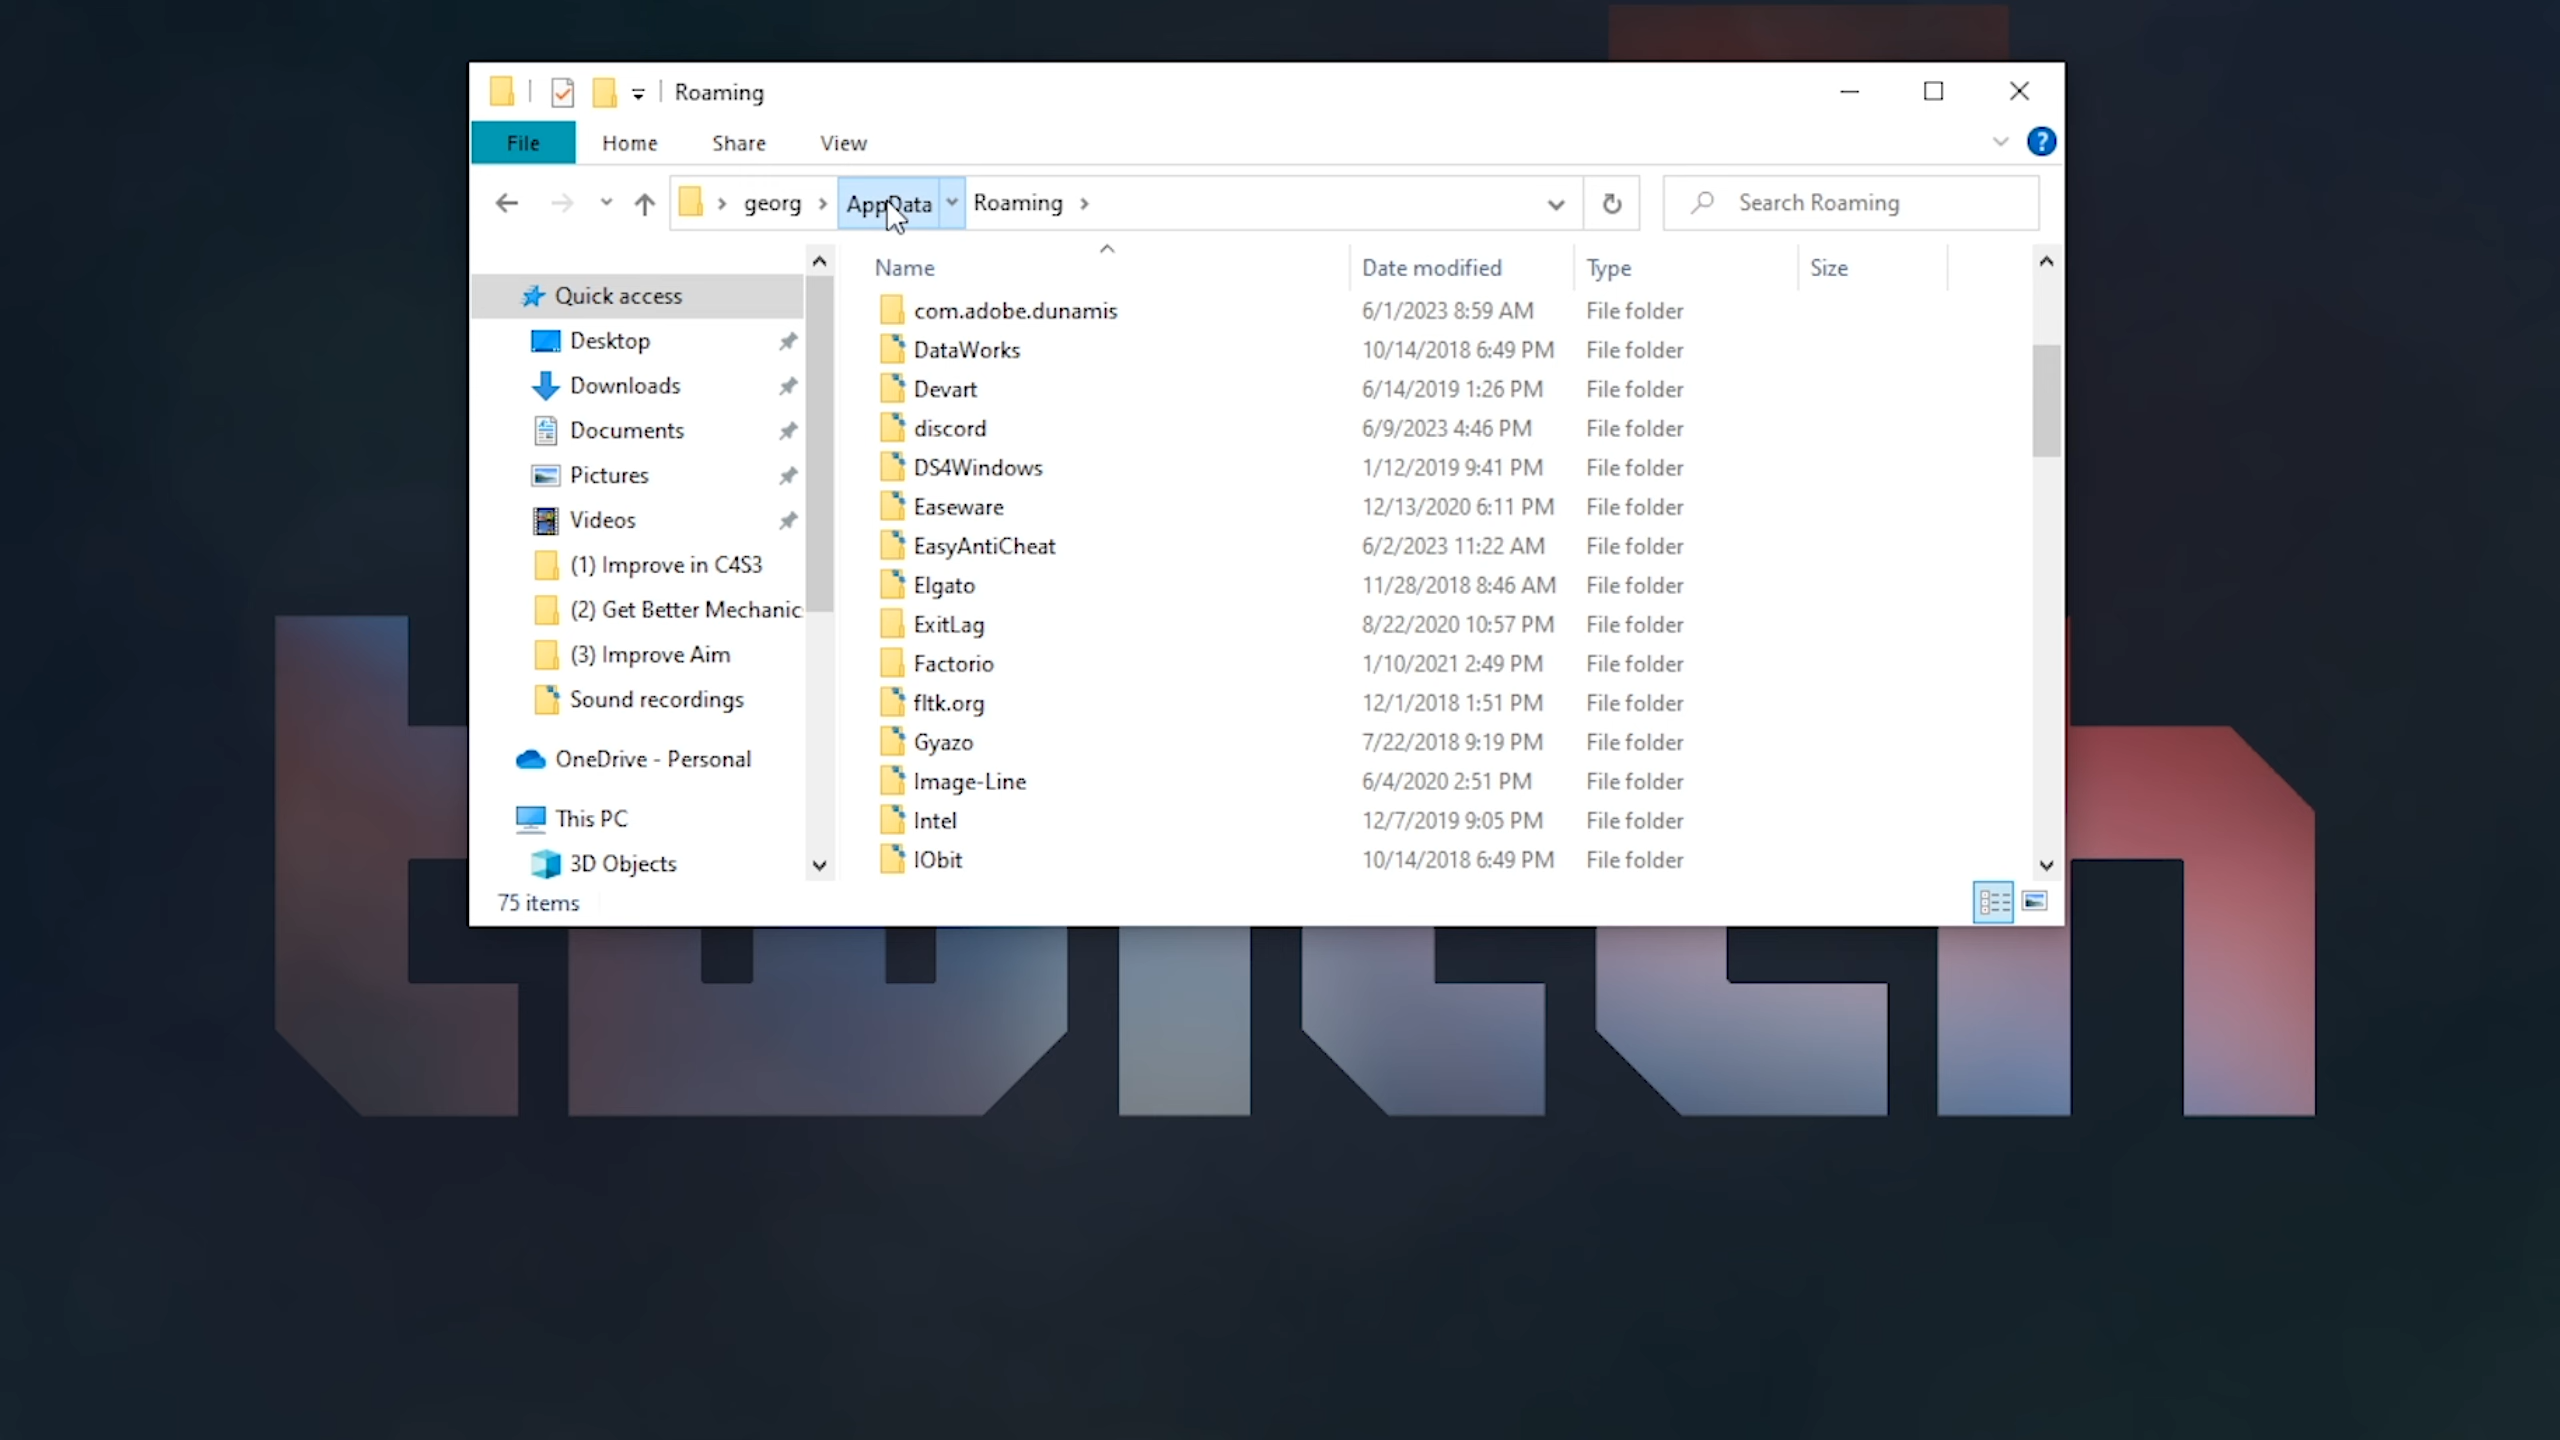 Roaming
File Home Share View
georg AppData Roaming Search Roaming
Name Date modified Type Size
Quick access
Desktop
Downloads
Documents
Pictures
Videos
(1) Improve in C4S3
(2) Get Better Mechanic
(3) Improve Aim
Sound recordings
OneDrive - Personal
This PC
3D Objects
com.adobe.dunamis 6/1/2023 8:59 AM File folder
DataWorks 10/14/2018 6:49 PM File folder
Devart 6/14/2019 1:26 PM File folder
discord 6/9/2023 4:46 PM File folder
DS4Windows 1/12/2019 9:41 PM File folder
Easeware 12/13/2020 6:11 PM File folder
EasyAntiCheat 6/2/2023 11:22 AM File folder
Elgato 11/28/2018 8:46 AM File folder
ExitLag 8/22/2020 10:57 PM File folder
Factorio 1/10/2021 2:49 PM File folder
fltk.org 12/1/2018 1:51 PM File folder
Gyazo 7/22/2018 9:19 PM File folder
Image-Line 6/4/2020 2:51 PM File folder
Intel 12/7/2019 9:05 PM File folder
IObit 10/14/2018 6:49 PM File folder
75 items